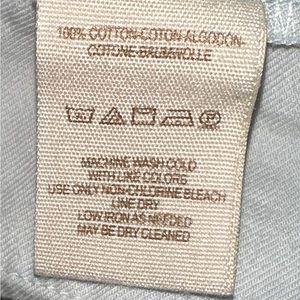 100% COTTON-COTON-ALGODON-
COTONE-BAUMWOLLE
MACHINE WASH COLD
WITH LIKE COLORS
USE ONLY NON-CHLORINE BLEACH
LINE DRY
LOW IRON AS NEEDED
MAY BE DRY CLEANED